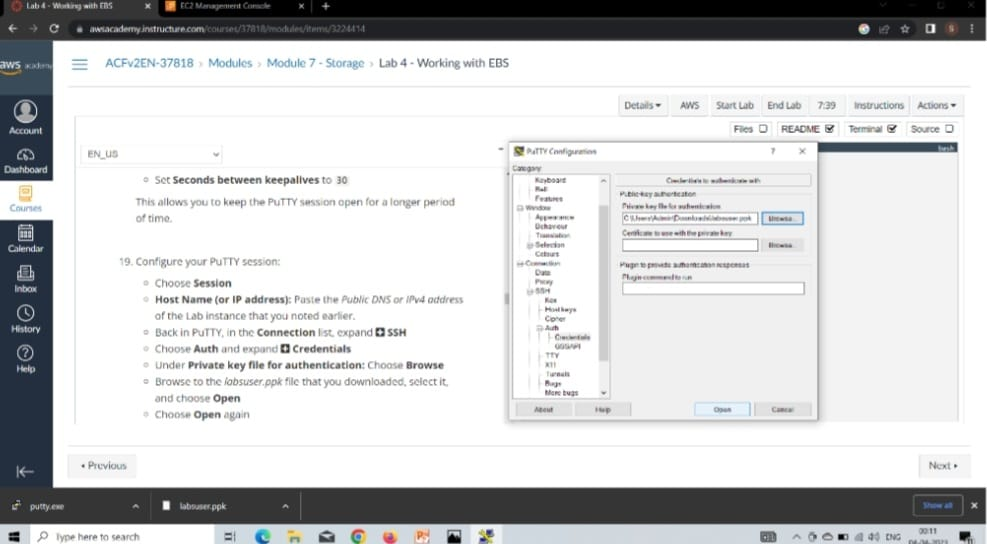 Lab 4 - Working with EBS
EC2 Management Console
awsacademy.instructure.com/courses/37818/modules/items/3224414
aws academy
ACFv2EN-37818 › Modules › Module 7 - Storage › Lab 4 - Working with EBS
Account
Dashboard
Courses
Calendar
Inbox
History
Help
Details
AWS
Start Lab
End Lab
7:39
Instructions
Actions
Files
README
Terminal
Source
EN_US
bash
Set Seconds between keepalives to 30
This allows you to keep the PuTTY session open for a longer period
of time.
19. Configure your PuTTY session:
Choose Session
Host Name (or IP address): Paste the Public DNS or IPv4 address
of the Lab instance that you noted earlier.
Back in PuTTY, in the Connection list, expand SSH
Choose Auth and expand Credentials
Under Private key file for authentication: Choose Browse
Browse to the labsuser.ppk file that you downloaded, select it,
and choose Open
Choose Open again
PuTTY Configuration
? X
Category:
Keyboard
Bell
Features
Window
Appearance
Behaviour
Translation
Selection
Colours
Connection
Data
Proxy
SSH
Kex
Host keys
Cipher
Auth
Credentials
GSSAPI
TTY
X11
Tunnels
Bugs
More bugs
Credentials to authenticate with
Public-key authentication
Private key file for authentication:
C:\Users\Admin\Downloads\labsuser.ppk
Browse...
Certificate to use with the private key:
Browse...
Plugin to provide authentication responses
Plugin command to run
About
Help
Open
Cancel
Previous
Next
putty.exe
labsuser.ppk
Show all
Type here to search
ENG
00:11
04-04-2023